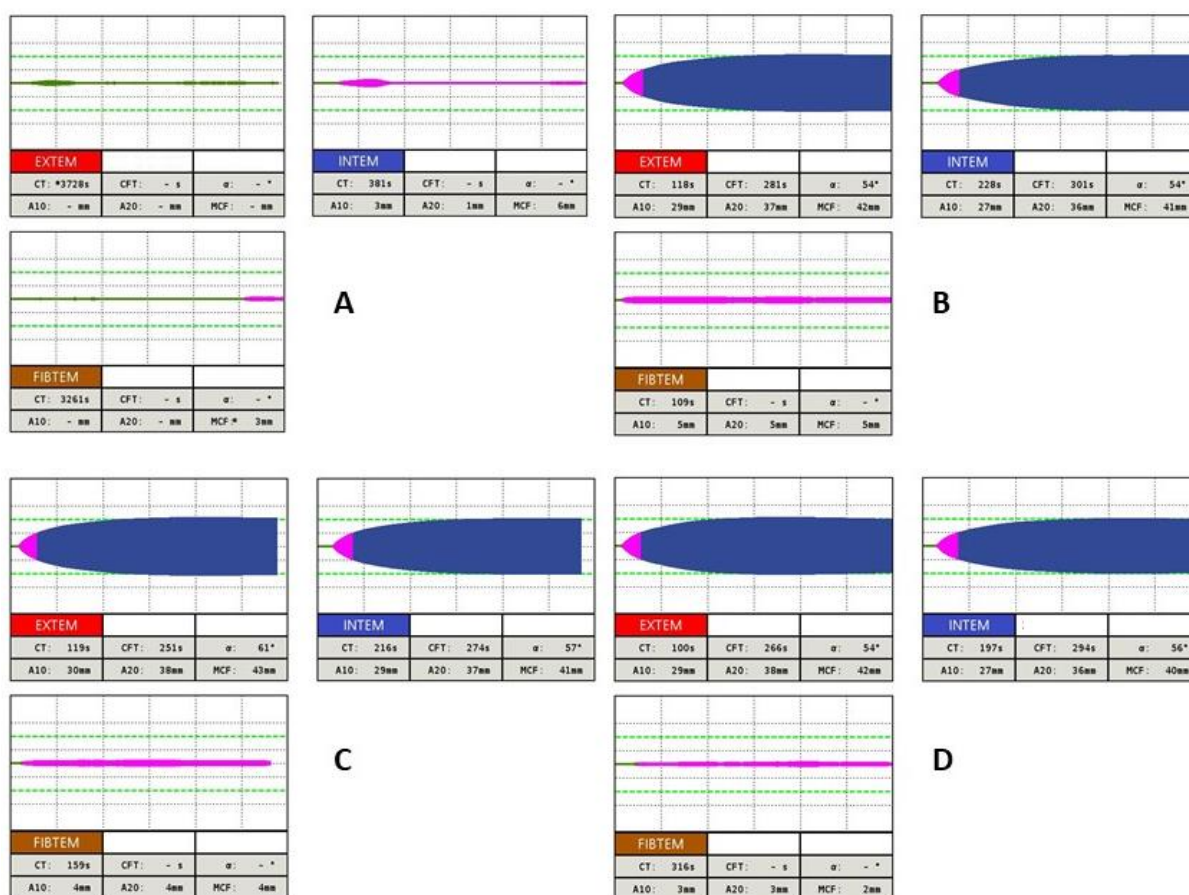 EXTEM
CT: *3728s CFT: - s α: - °
A10: - mm A20: - mm MCF: - mm
INTEM
CT: 381s CFT: - s α: - °
A10: 3mm A20: 1mm MCF: 6mm
FIBTEM
CT: 3261s CFT: - s α: - °
A10: - mm A20: - mm MCF:* 3mm
A
EXTEM
CT: 118s CFT: 281s α: 54°
A10: 29mm A20: 37mm MCF: 42mm
INTEM
CT: 228s CFT: 301s α: 54°
A10: 27mm A20: 36mm MCF: 41mm
FIBTEM
CT: 109s CFT: - s α: - °
A10: 5mm A20: 5mm MCF: 5mm
B
EXTEM
CT: 119s CFT: 251s α: 61°
A10: 30mm A20: 38mm MCF: 43mm
INTEM
CT: 216s CFT: 274s α: 57°
A10: 29mm A20: 37mm MCF: 41mm
FIBTEM
CT: 159s CFT: - s α: - °
A10: 4mm A20: 4mm MCF: 4mm
C
EXTEM
CT: 100s CFT: 266s α: 54°
A10: 29mm A20: 38mm MCF: 42mm
INTEM
CT: 197s CFT: 294s α: 56°
A10: 27mm A20: 36mm MCF: 40mm
FIBTEM
CT: 316s CFT: - s α: - °
A10: 3mm A20: 3mm MCF: 2mm
D